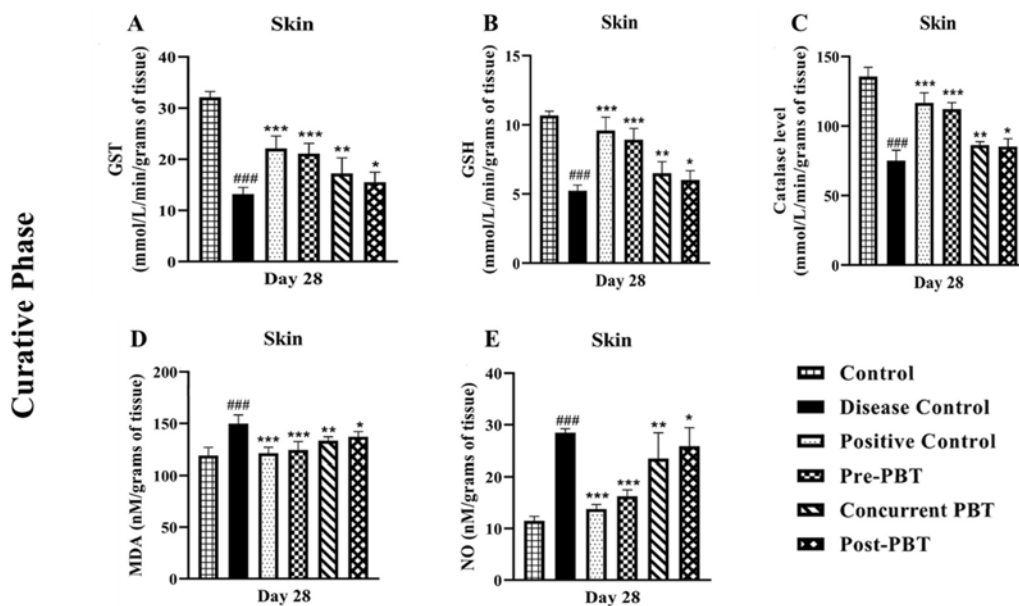 Curative Phase
A
Skin
GST
(mmol/L/min/grams of tissue)
40
30
20
10
0
###
***
***
**
*
Day 28
B
Skin
GSH
(mmol/L/min/grams of tissue)
15
10
5
0
###
***
***
**
*
Day 28
C
Skin
Catalase level
(mmol/L/min/grams of tissue)
150
100
50
0
###
***
***
**
*
Day 28
D
Skin
MDA (nM/grams of tissue)
200
150
100
50
0
###
***
***
**
*
Day 28
E
Skin
NO (nM/grams of tissue)
40
30
20
10
0
###
***
***
**
*
Day 28
Control
Disease Control
Positive Control
Pre-PBT
Concurrent PBT
Post-PBT